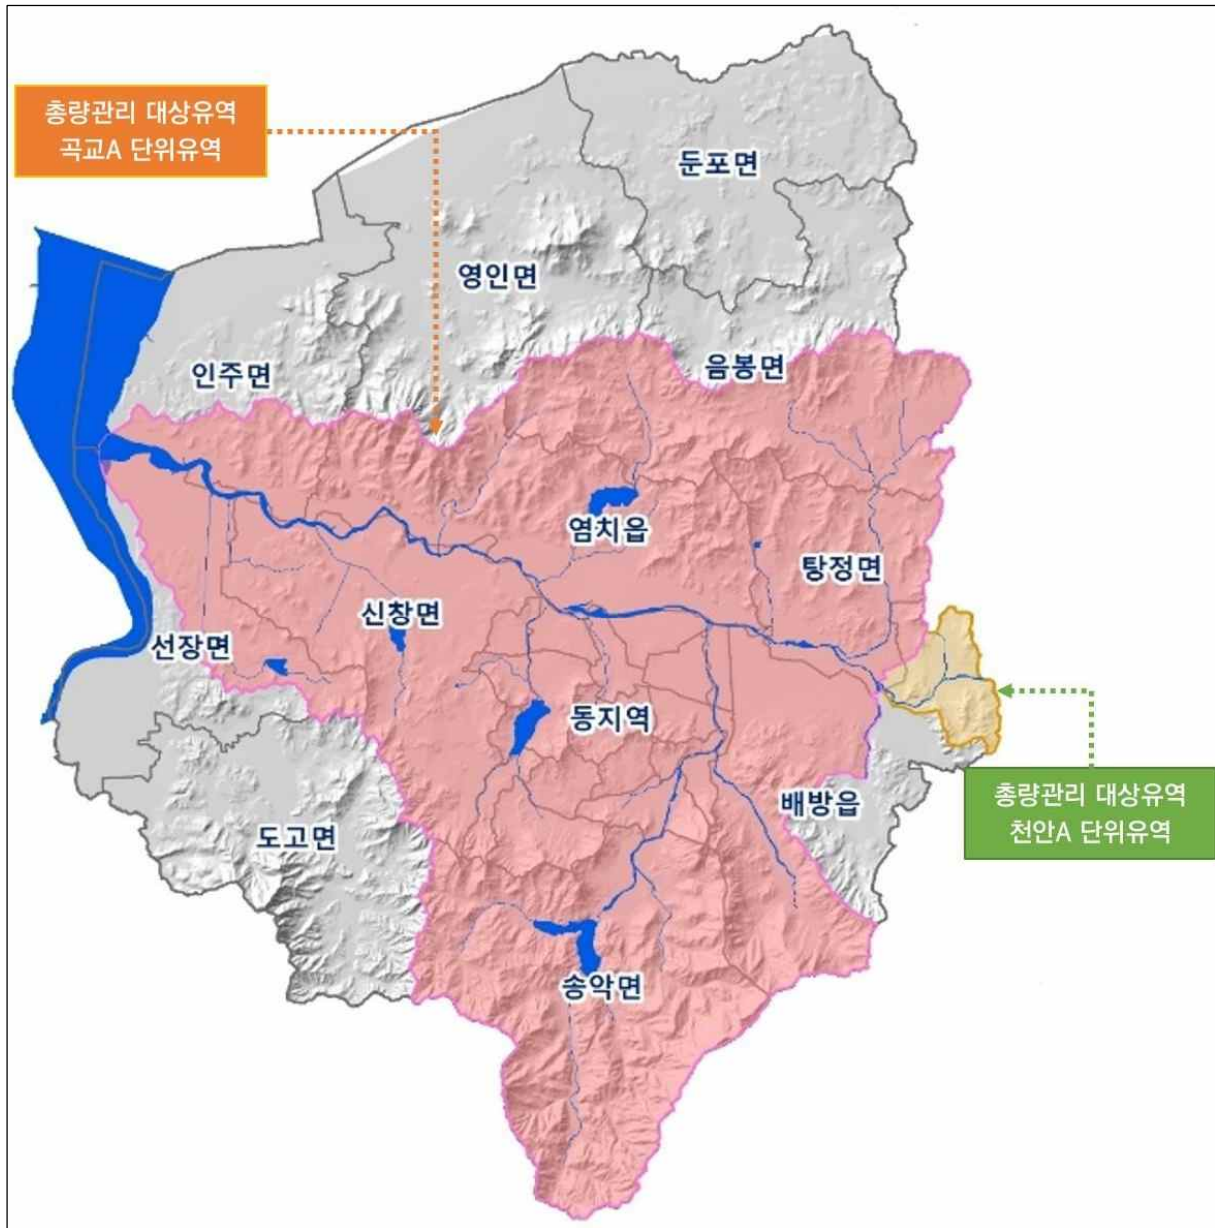 총량관리 대상유역
곡교A 단위유역
둔포면
영인면
음봉면
인주면
염치읍
탕정면
신창면
선장면
동지역
배방읍
총량관리 대상유역
천안A 단위유역
도고면
송악면